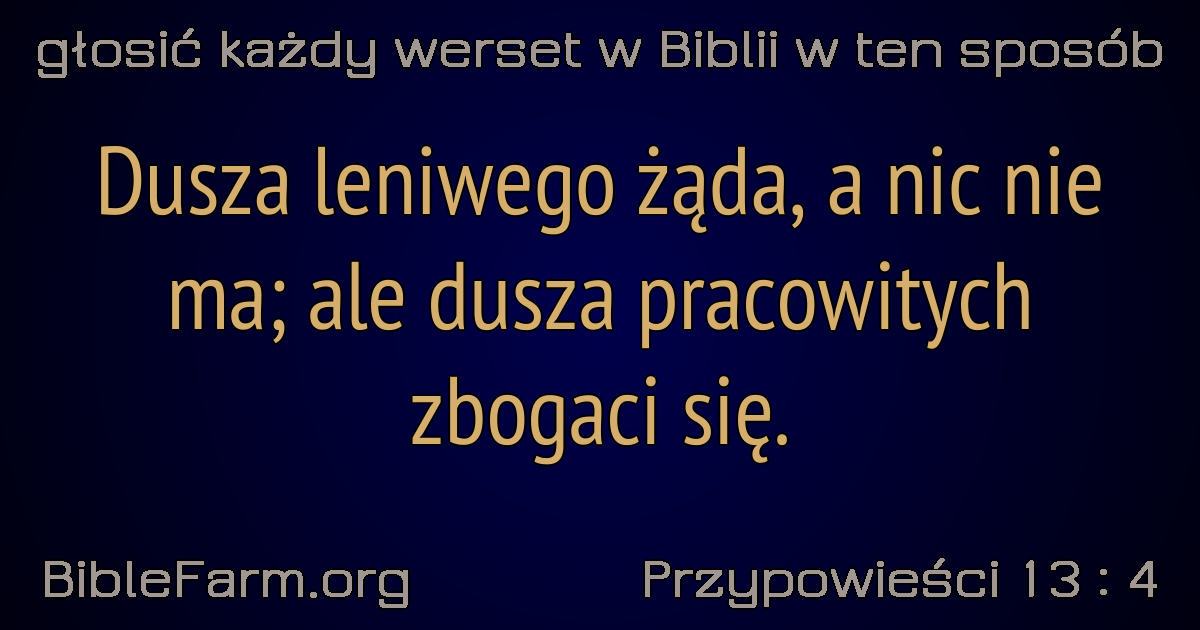 głosić każdy werset w Biblii w ten sposób
Dusza leniwego żąda, a nic nie
ma; ale dusza pracowitych
zbogaci się.
BibleFarm.org
Przypowieści 13 : 4